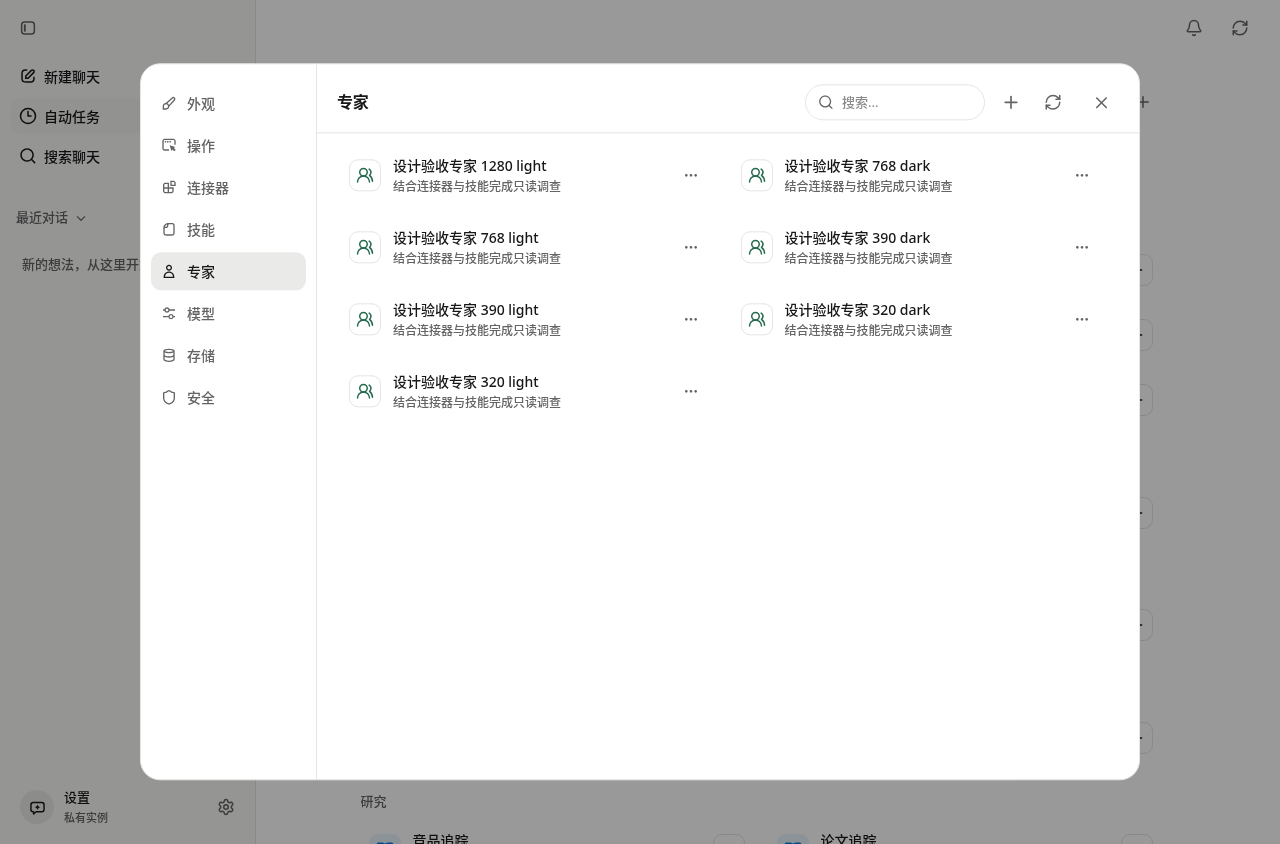 新建聊天
自动任务
搜索聊天
最近对话
新的想法，从这里开
设置
私有实例
外观
操作
连接器
技能
专家
模型
存储
安全
专家
搜索...
设计验收专家 1280 light
结合连接器与技能完成只读调查
设计验收专家 768 dark
结合连接器与技能完成只读调查
设计验收专家 768 light
结合连接器与技能完成只读调查
设计验收专家 390 dark
结合连接器与技能完成只读调查
设计验收专家 390 light
结合连接器与技能完成只读调查
设计验收专家 320 dark
结合连接器与技能完成只读调查
设计验收专家 320 light
结合连接器与技能完成只读调查
研究
竞品追踪
论文追踪